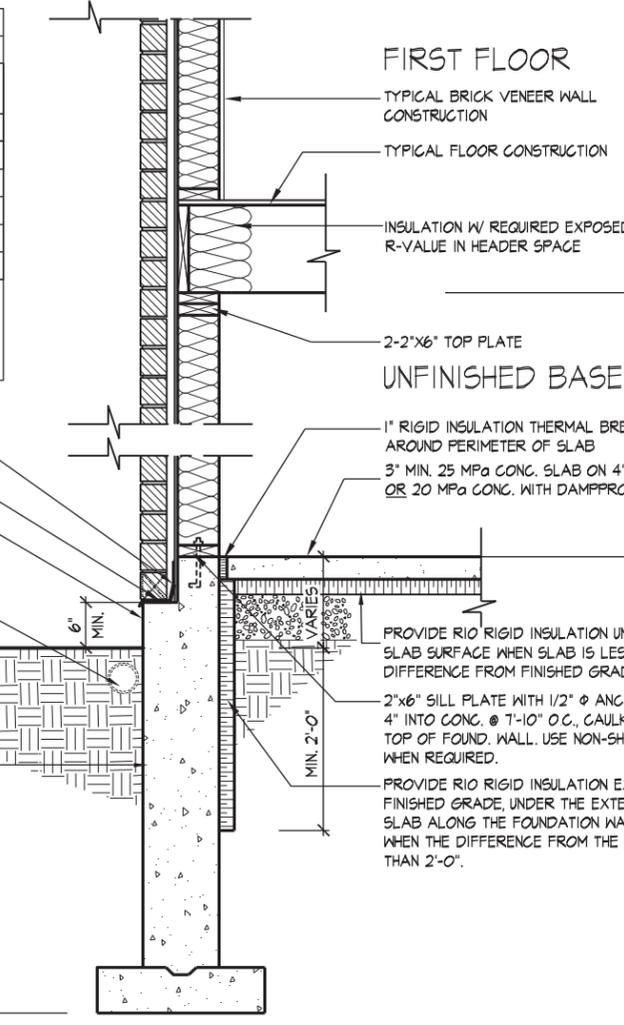 FIRST FLOOR
TYPICAL BRICK VENEER WALL
CONSTRUCTION
TYPICAL FLOOR CONSTRUCTION
INSULATION W/ REQUIRED EXPOSED
R-VALUE IN HEADER SPACE
2-2"X6" TOP PLATE
UNFINISHED BASE
1" RIGID INSULATION THERMAL BRE
AROUND PERIMETER OF SLAB
3" MIN. 25 MPa CONC. SLAB ON 4"
OR 20 MPa CONC. WITH DAMPPRO
6"
MIN.
VARIES
PROVIDE R10 RIGID INSULATION UN
SLAB SURFACE WHEN SLAB IS LES
DIFFERENCE FROM FINISHED GRAD
2"x6" SILL PLATE WITH 1/2" Φ ANC
4" INTO CONC. @ 7'-10" O.C., CAULK
TOP OF FOUND. WALL. USE NON-SH
WHEN REQUIRED.
MIN. 2'-0"
PROVIDE R10 RIGID INSULATION E
FINISHED GRADE, UNDER THE EXTE
SLAB ALONG THE FOUNDATION WA
WHEN THE DIFFERENCE FROM THE
THAN 2'-0".